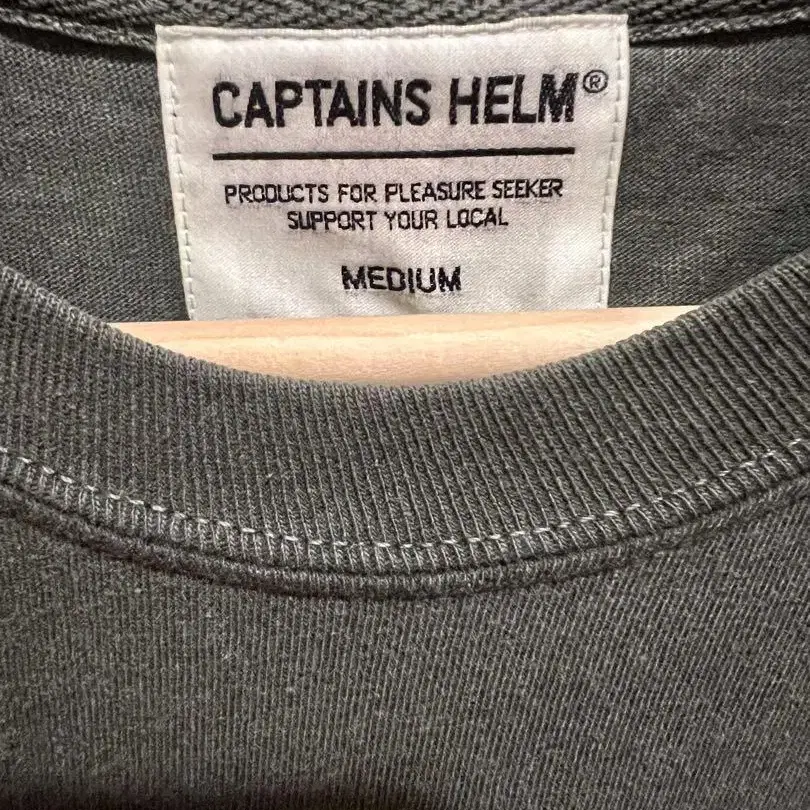 CAPTAINS HELM®
PRODUCTS FOR PLEASURE SEEKER
SUPPORT YOUR LOCAL
MEDIUM